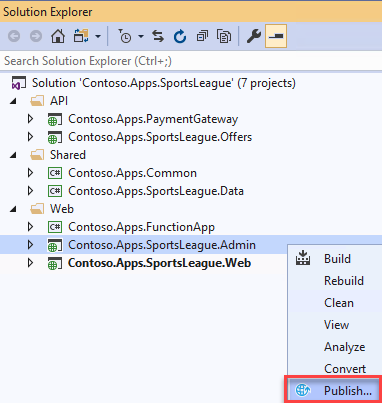 Solution Explorer
Search Solution Explorer (Ctrl+;)
Solution 'Contoso.Apps.SportsLeague' (7 projects)
API
C# Contoso.Apps.PaymentGateway
Contoso.Apps.SportsLeague.Offers
Shared
C# Contoso.Apps.Common
C# Contoso.Apps.SportsLeague.Data
Web
C# Contoso.Apps.FunctionApp
Contoso.Apps.SportsLeague.Admin
Contoso.Apps.SportsLeague.Web
Build
Rebuild
Clean
View
Analyze
Convert
Publish...